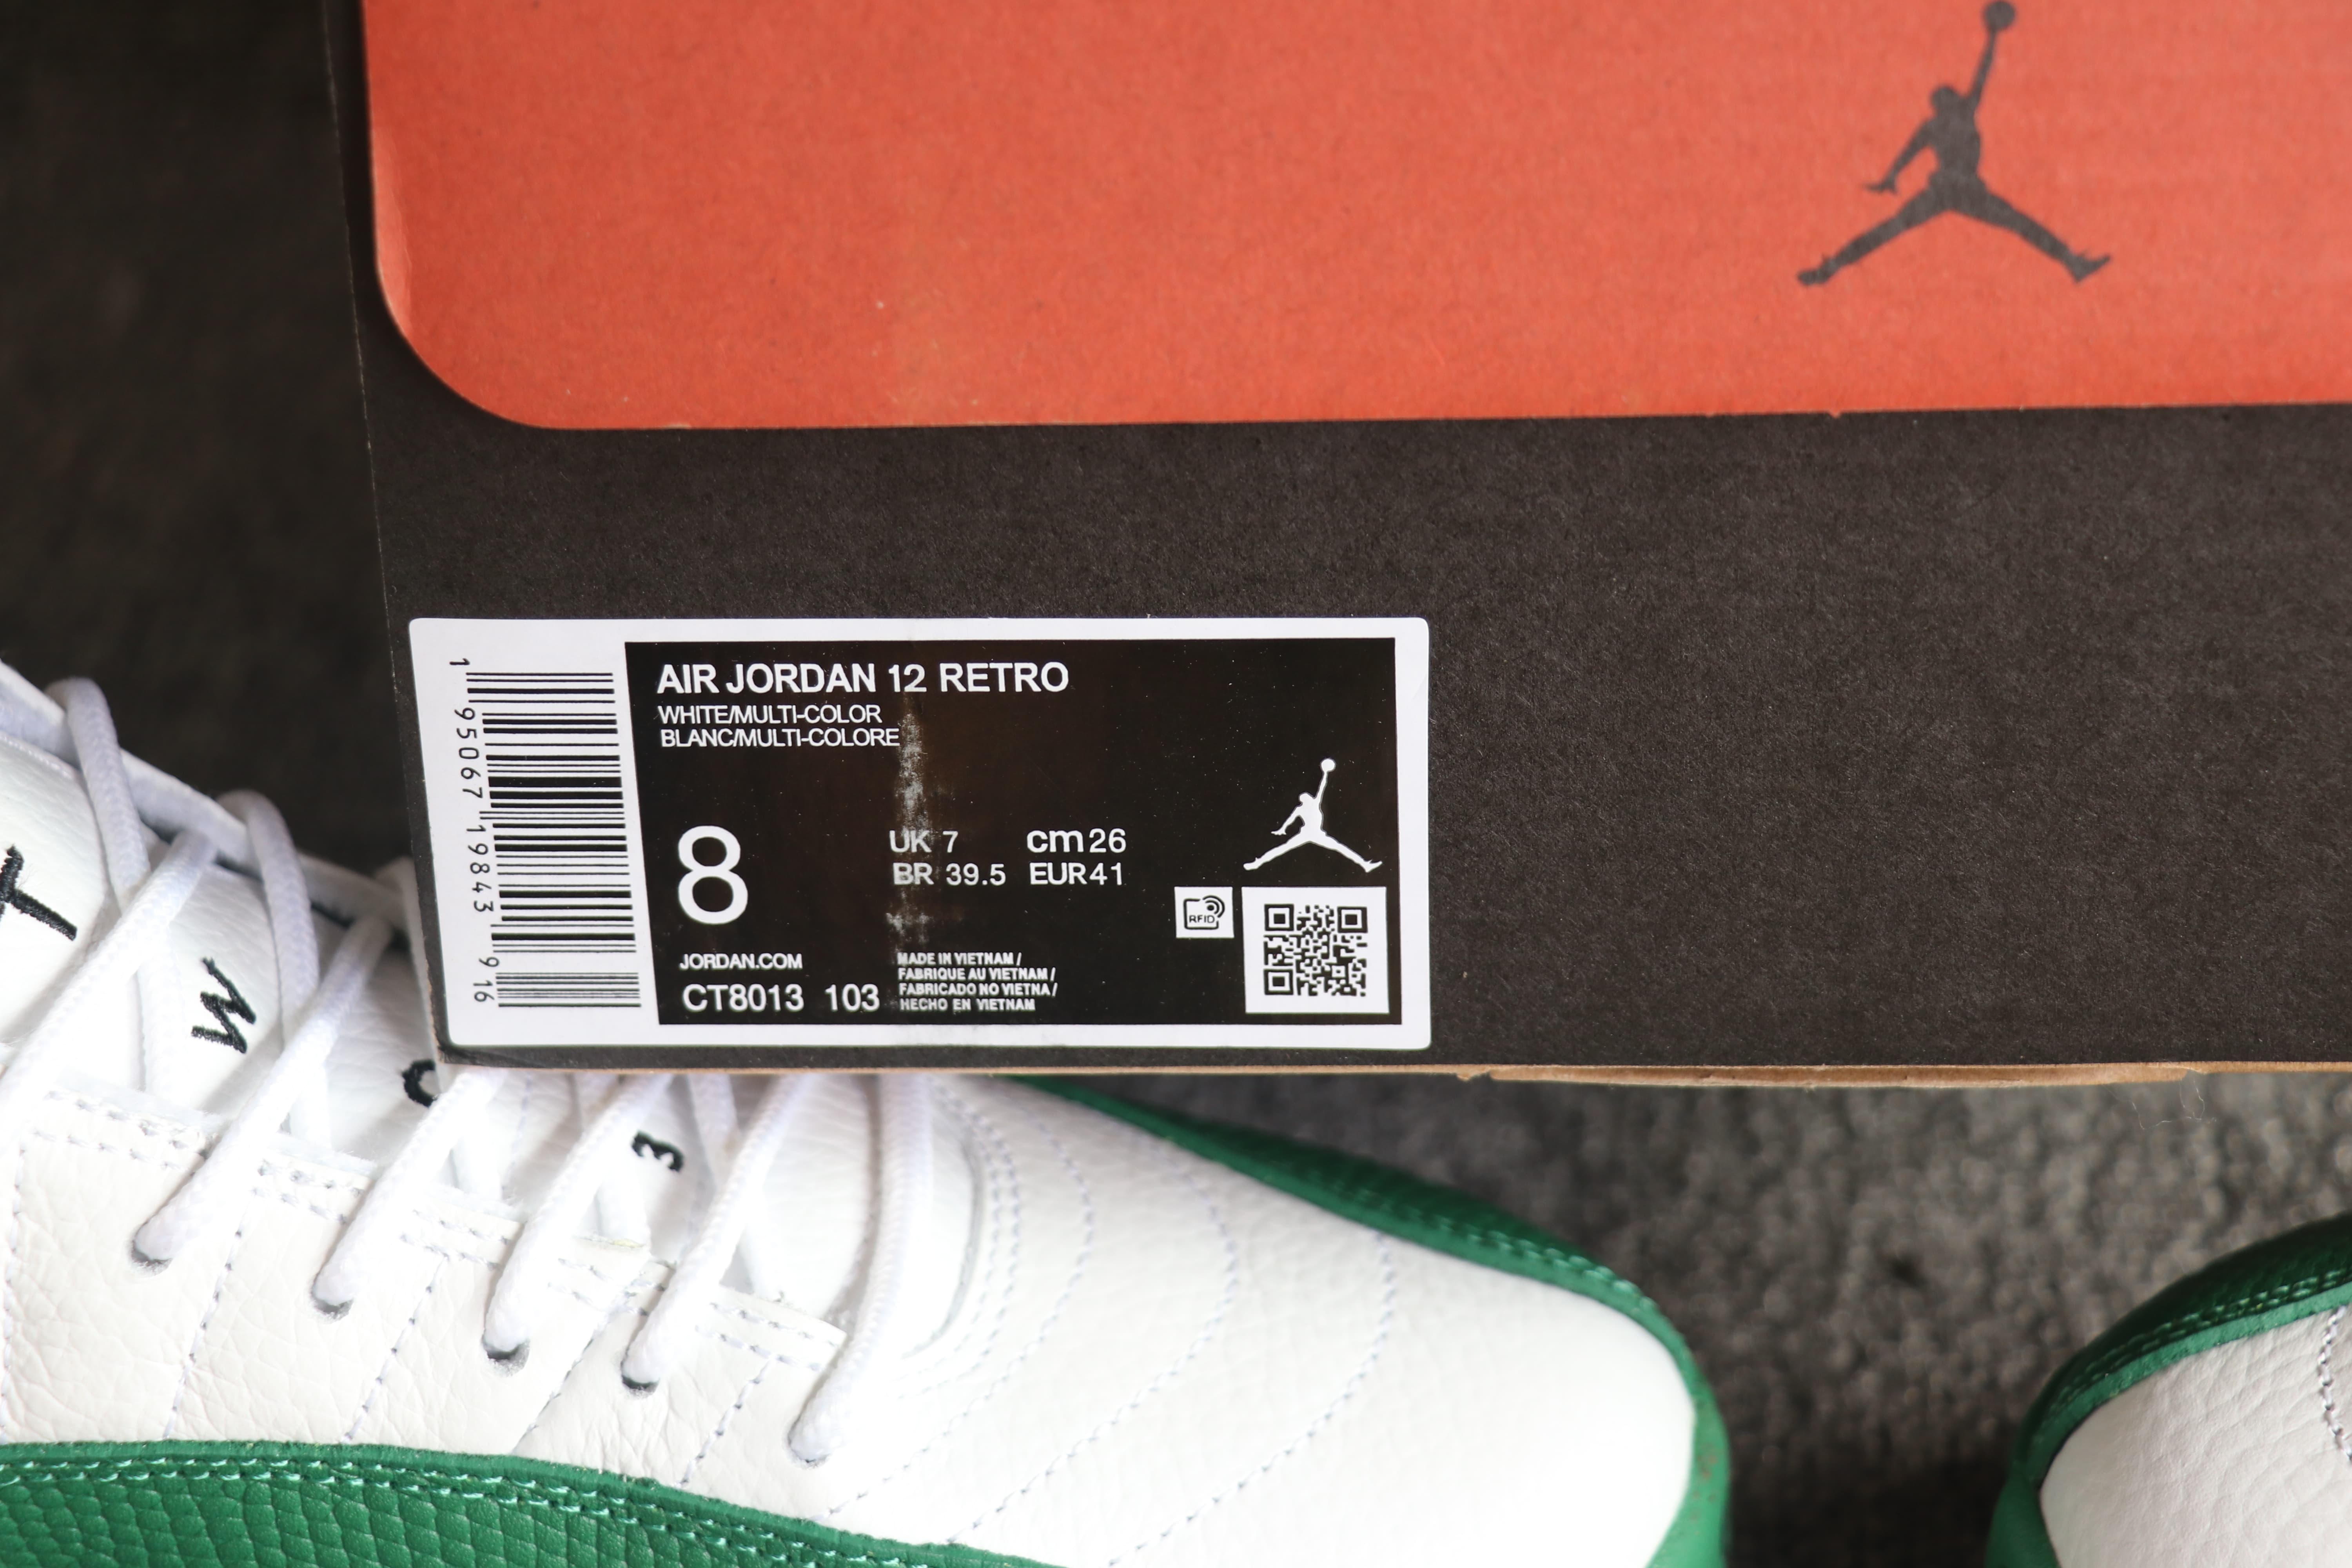 AIR JORDAN 12 RETRO
WHITE/MULTI-COLOR
BLANC/MULTI-COLORE
8
UK 7 cm 26
BR 39.5 EUR 41
RFID
JORDAN.COM
CT8013 103
MADE IN VIETNAM /
FABRIQUE AU VIETNAM /
FABRICADO NO VIETNA /
HECHO EN VIETNAM
1 95067 19843 9 16
T
W
3